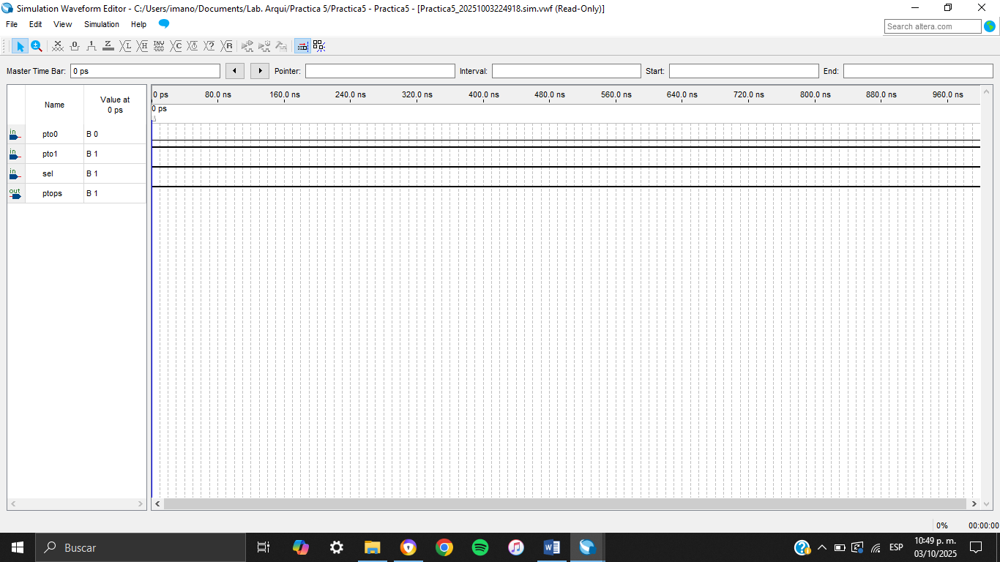 Simulation Waveform Editor - C:/Users/imano/Documents/Lab. Arqui/Practica 5/Practica5 - Practica5 - [Practica5_20251003224918.sim.vwf (Read-Only)]
File Edit View Simulation Help
Search altera.com
Master Time Bar: 0 ps Pointer: Interval: Start: End:
Name Value at 0 ps
0 ps 80.0 ns 160.0 ns 240.0 ns 320.0 ns 400.0 ns 480.0 ns 560.0 ns 640.0 ns 720.0 ns 800.0 ns 880.0 ns 960.0 ns
0 ps
in pto0 B 0
in pto1 B 1
in sel B 1
out ptops B 1
0% 00:00:00
Buscar
ESP
10:49 p. m.
03/10/2025